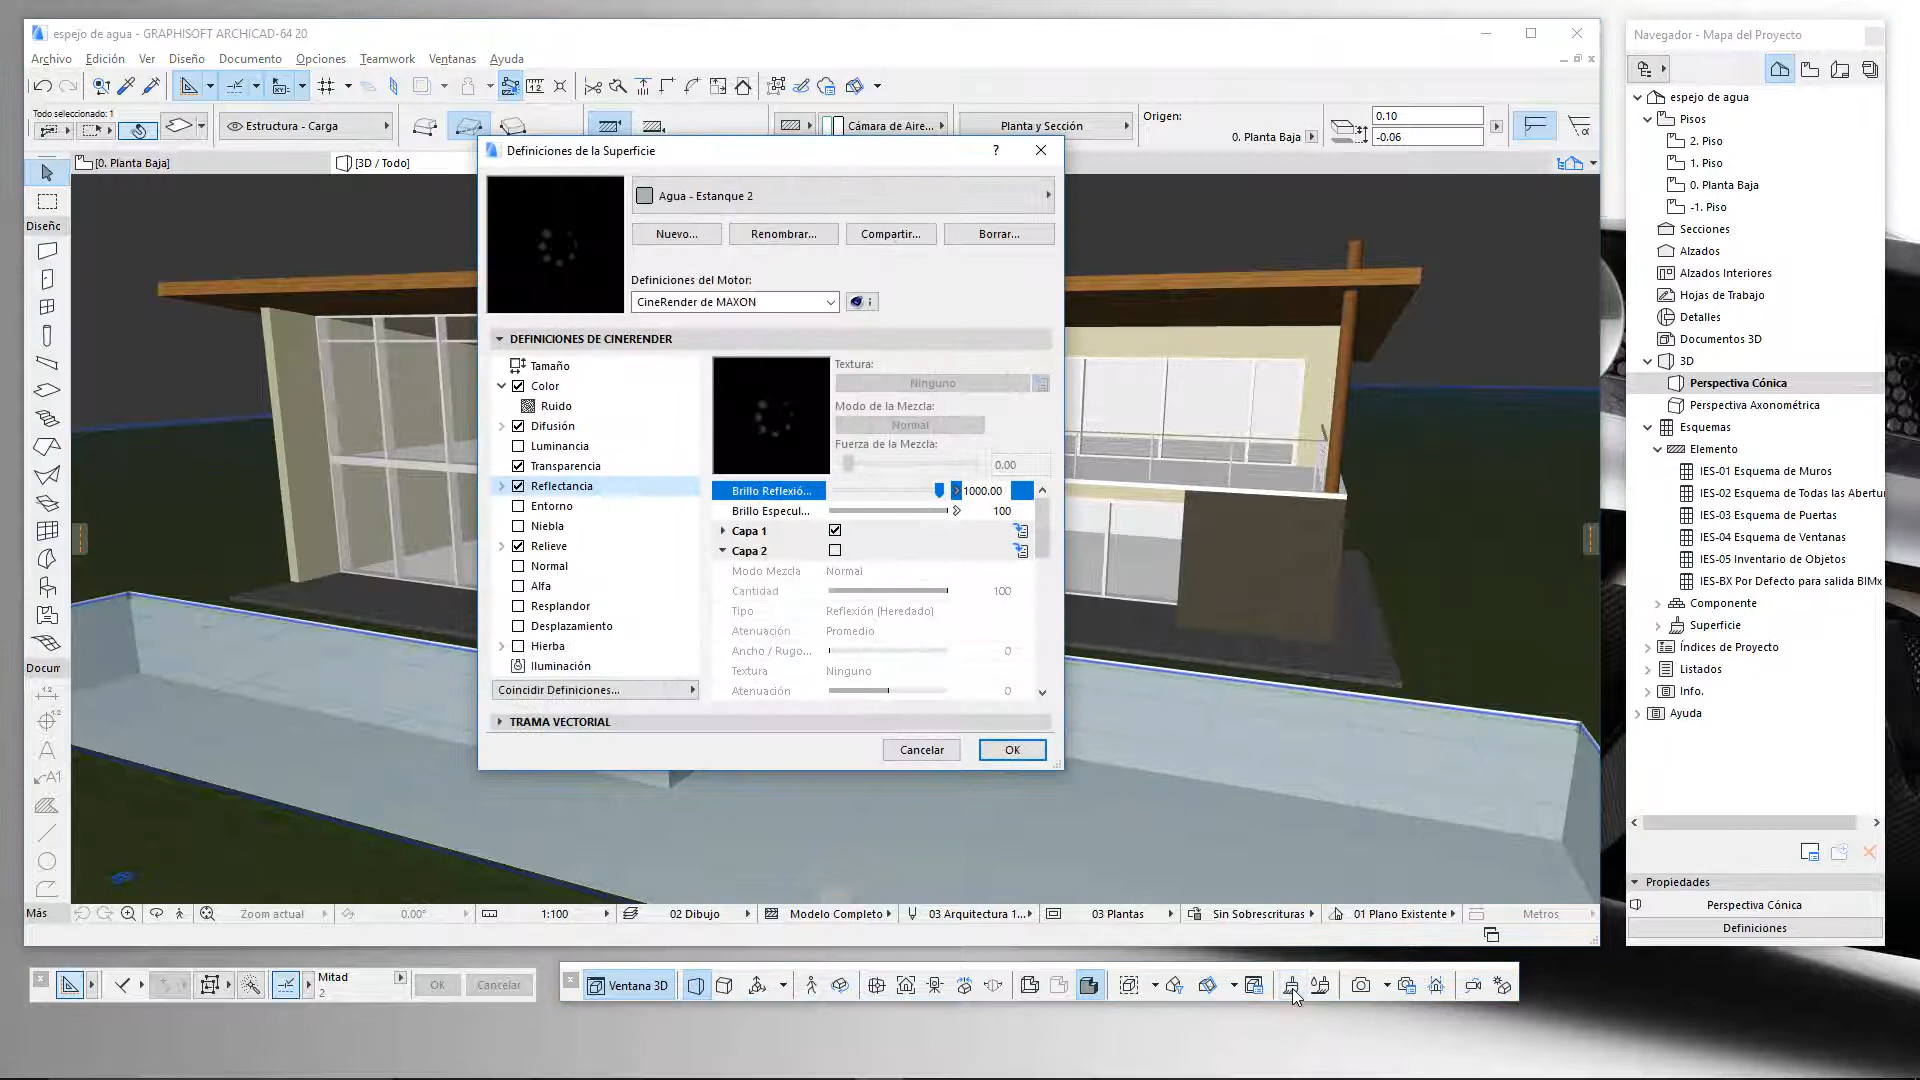 espejo de agua - GRAPHISOFT ARCHICAD-64 20
Archivo Edición Ver Diseño Documento Opciones Teamwork Ventanas Ayuda
Todo seleccionado: 1
Estructura - Carga
Cámara de Aire...
Planta y Sección
Origen:
0. Planta Baja
0.10
-0.06
[0. Planta Baja]
[3D / Todo]
Diseñc
Docum
Más
Definiciones de la Superficie
?
Agua - Estanque 2
Nuevo... Renombrar... Compartir... Borrar...
Definiciones del Motor:
CineRender de MAXON
i
DEFINICIONES DE CINERENDER
Tamaño
Color
Ruido
Difusión
Luminancia
Transparencia
Reflectancia
Entorno
Niebla
Relieve
Normal
Alfa
Resplandor
Desplazamiento
Hierba
Iluminación
Coincidir Definiciones...
Textura:
Ninguno
Modo de la Mezcla:
Normal
Fuerza de la Mezcla:
0.00
Brillo Reflexió... 1000.00
Brillo Especul... 100
Capa 1
Capa 2
Modo Mezcla Normal
Cantidad 100
Tipo Reflexión (Heredado)
Atenuación Promedio
Ancho / Rugo... 0
Textura Ninguno
Atenuación 0
TRAMA VECTORIAL
Cancelar OK
Zoom actual 0.00° 1:100 02 Dibujo Modelo Completo 03 Arquitectura 1... 03 Plantas Sin Sobrescrituras 01 Plano Existente Metros
Mitad
2
OK Cancelar
Ventana 3D
Navegador - Mapa del Proyecto
espejo de agua
Pisos
2. Piso
1. Piso
0. Planta Baja
-1. Piso
Secciones
Alzados
Alzados Interiores
Hojas de Trabajo
Detalles
Documentos 3D
3D
Perspectiva Cónica
Perspectiva Axonométrica
Esquemas
Elemento
IES-01 Esquema de Muros
IES-02 Esquema de Todas las Abertur
IES-03 Esquema de Puertas
IES-04 Esquema de Ventanas
IES-05 Inventario de Objetos
IES-BX Por Defecto para salida BIMx
Componente
Superficie
Índices de Proyecto
Listados
Info.
Ayuda
Propiedades
Perspectiva Cónica
Definiciones